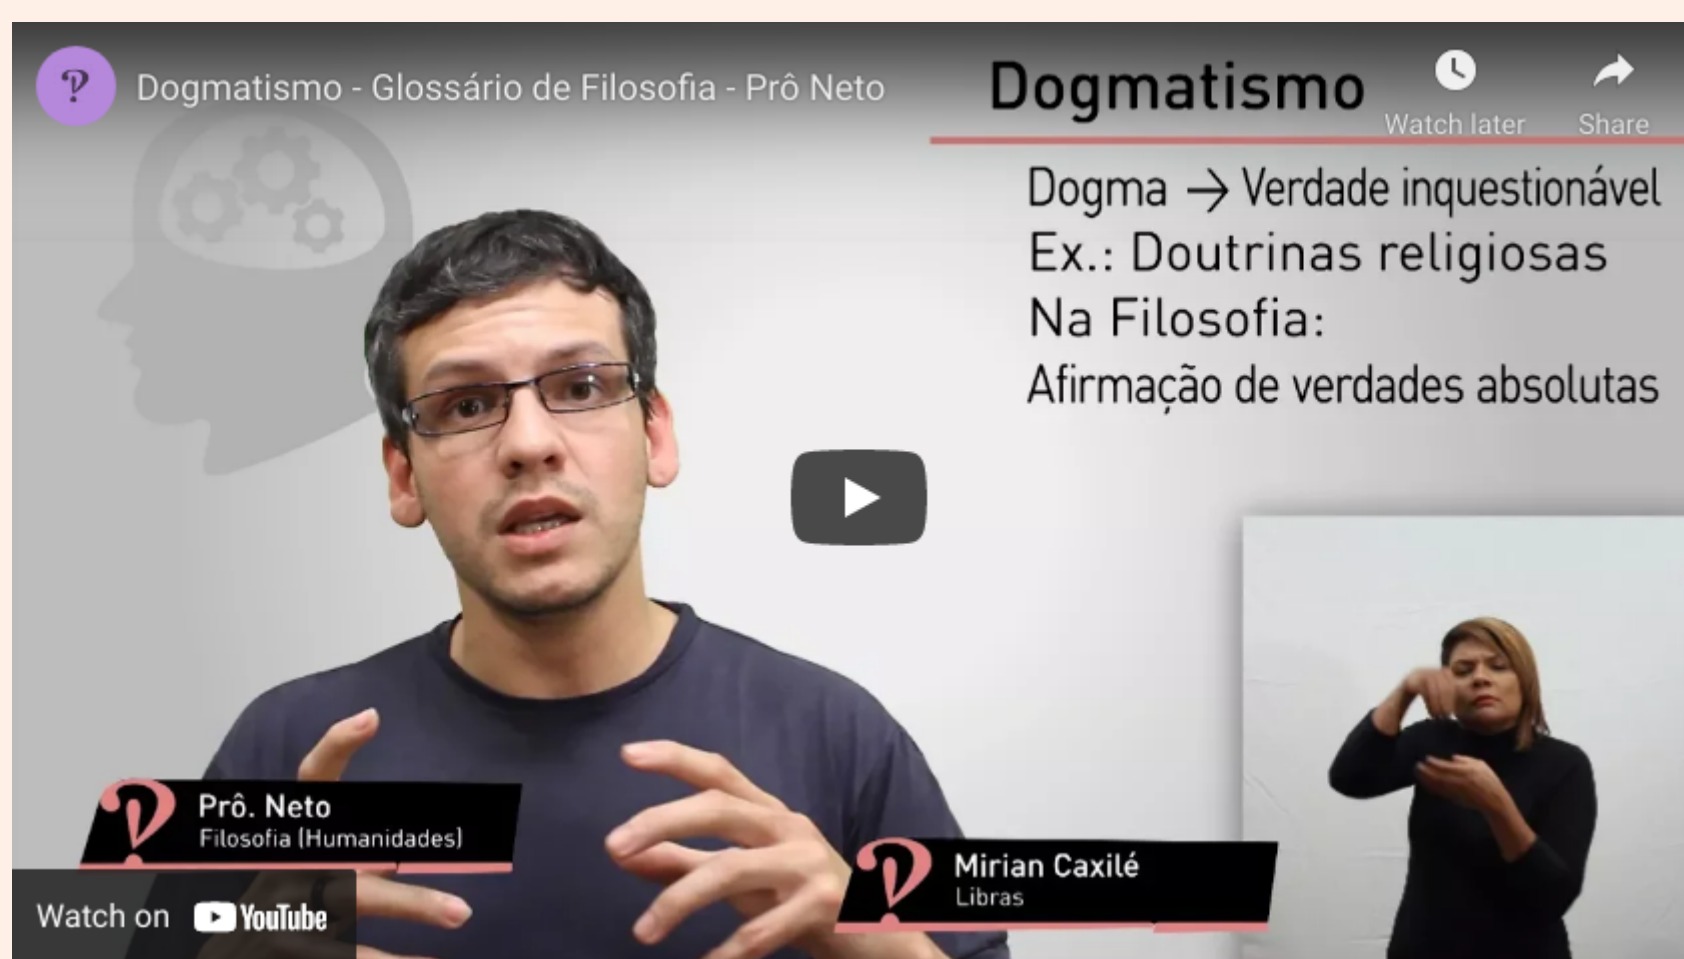 Dogmatismo - Glossário de Filosofia - Prô Neto
Dogmatismo
Watch later
Share
Dogma → Verdade inquestionável
Ex.: Doutrinas religiosas
Na Filosofia:
Afirmação de verdades absolutas
Prô. Neto
Filosofia (Humanidades)
Mirian Caxilé
Libras
Watch on YouTube